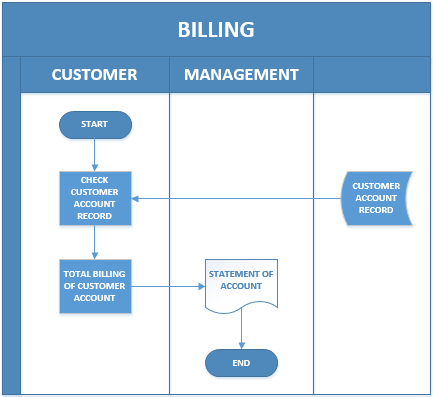 BILLING
CUSTOMER
MANAGEMENT
START
CHECK
CUSTOMER
ACCOUNT
RECORD
CUSTOMER
ACCOUNT
RECORD
TOTAL BILLING
OF CUSTOMER
ACCOUNT
STATEMENT OF
ACCOUNT
END